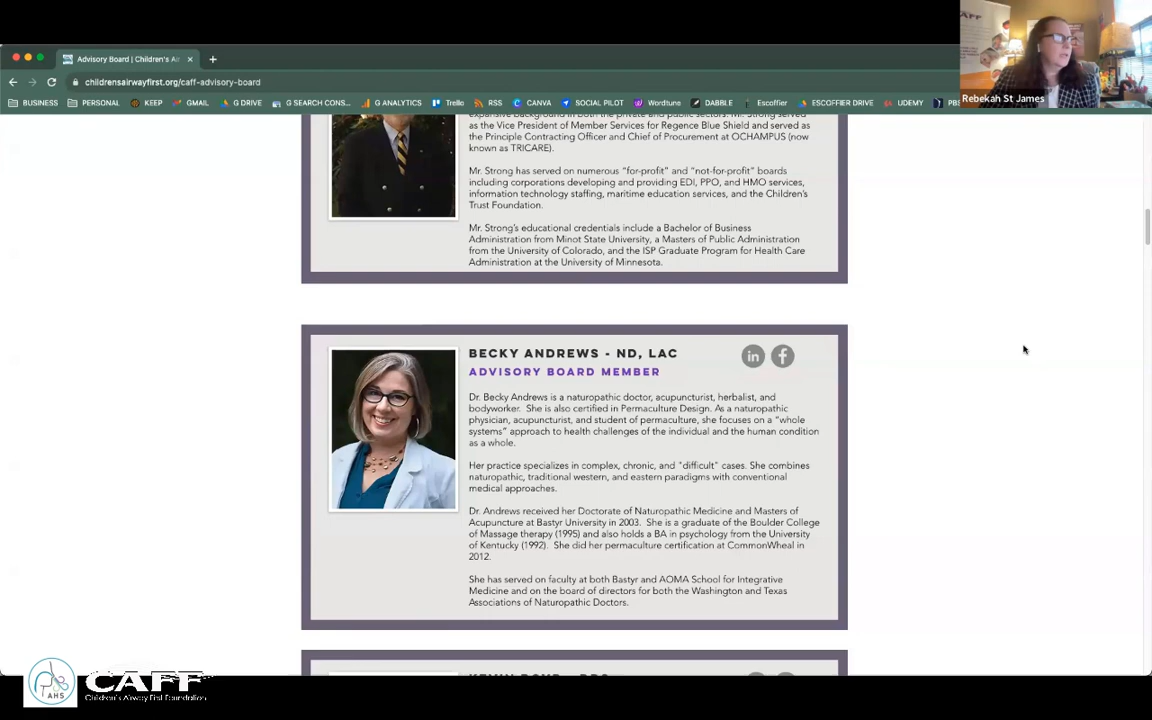 Rebekah St James
Advisory Board | Children's Ai
childrensairwayfirst.org/caff-advisory-board
BUSINESS PERSONAL KEEP GMAIL G DRIVE G SEARCH CONS... G ANALYTICS Trello RSS CANVA SOCIAL PILOT Wordtune DABBLE Escoffier ESCOFFIER DRIVE UDEMY
expansive background in both the private and public sectors. Mr. Strong served
as the Vice President of Member Services for Regence Blue Shield and served as
the Principle Contracting Officer and Chief of Procurement at OCHAMPUS (now
known as TRICARE).
Mr. Strong has served on numerous "for-profit" and "not-for-profit" boards
including corporations developing and providing EDI, PPO, and HMO services,
information technology staffing, maritime education services, and the Children's
Trust Foundation.
Mr. Strong's educational credentials include a Bachelor of Business
Administration from Minot State University, a Masters of Public Administration
from the University of Colorado, and the ISP Graduate Program for Health Care
Administration at the University of Minnesota.
BECKY ANDREWS - ND, LAC
ADVISORY BOARD MEMBER
Dr. Becky Andrews is a naturopathic doctor, acupuncturist, herbalist, and
bodyworker. She is also certified in Permaculture Design. As a naturopathic
physician, acupuncturist, and student of permaculture, she focuses on a "whole
systems" approach to health challenges of the individual and the human condition
as a whole.
Her practice specializes in complex, chronic, and "difficult" cases. She combines
naturopathic, traditional western, and eastern paradigms with conventional
medical approaches.
Dr. Andrews received her Doctorate of Naturopathic Medicine and Masters of
Acupuncture at Bastyr University in 2003. She is a graduate of the Boulder College
of Massage therapy (1995) and also holds a BA in psychology from the University
of Kentucky (1992). She did her permaculture certification at CommonWheal in
2012.
She has served on faculty at both Bastyr and AOMA School for Integrative
Medicine and on the board of directors for both the Washington and Texas
Associations of Naturopathic Doctors.
AHS
CAFF
Children's Airway First Foundation